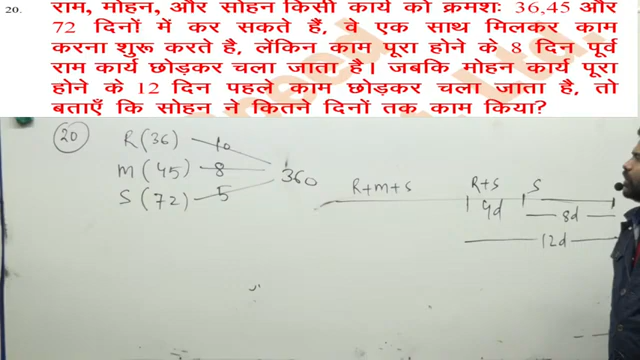 20. राम, मोहन, और सोहन किसी कार्य को क्रमशः 36,45 और
72 दिनों में कर सकते हैं, वे एक साथ मिलकर काम
करना शुरू करते है, लेंकिन काम पूरा होने के 8 दिन पूर्व
राम कार्य छोड़कर चला जाता है। जबकि मोहन कार्य पूरा
होने के 12 दिन पहले काम छोड़कर चला जाता है, तो
बताएँ कि सोहन ने कितने दिनों तक काम किया?
20
R (36) 10
M (45) 8 360
S (72) 5
R+M+S R+S S
4d 8d
12d